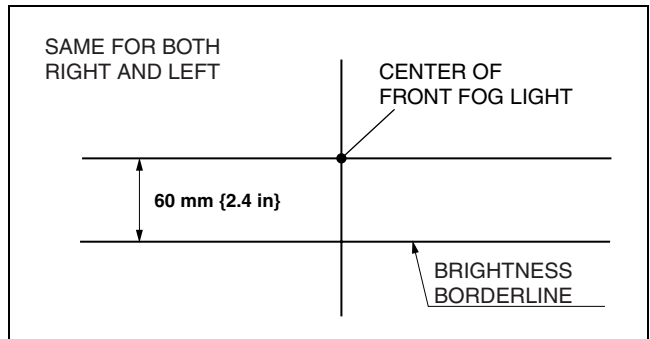 SAME FOR BOTH
RIGHT AND LEFT
CENTER OF
FRONT FOG LIGHT
60 mm {2.4 in}
BRIGHTNESS
BORDERLINE